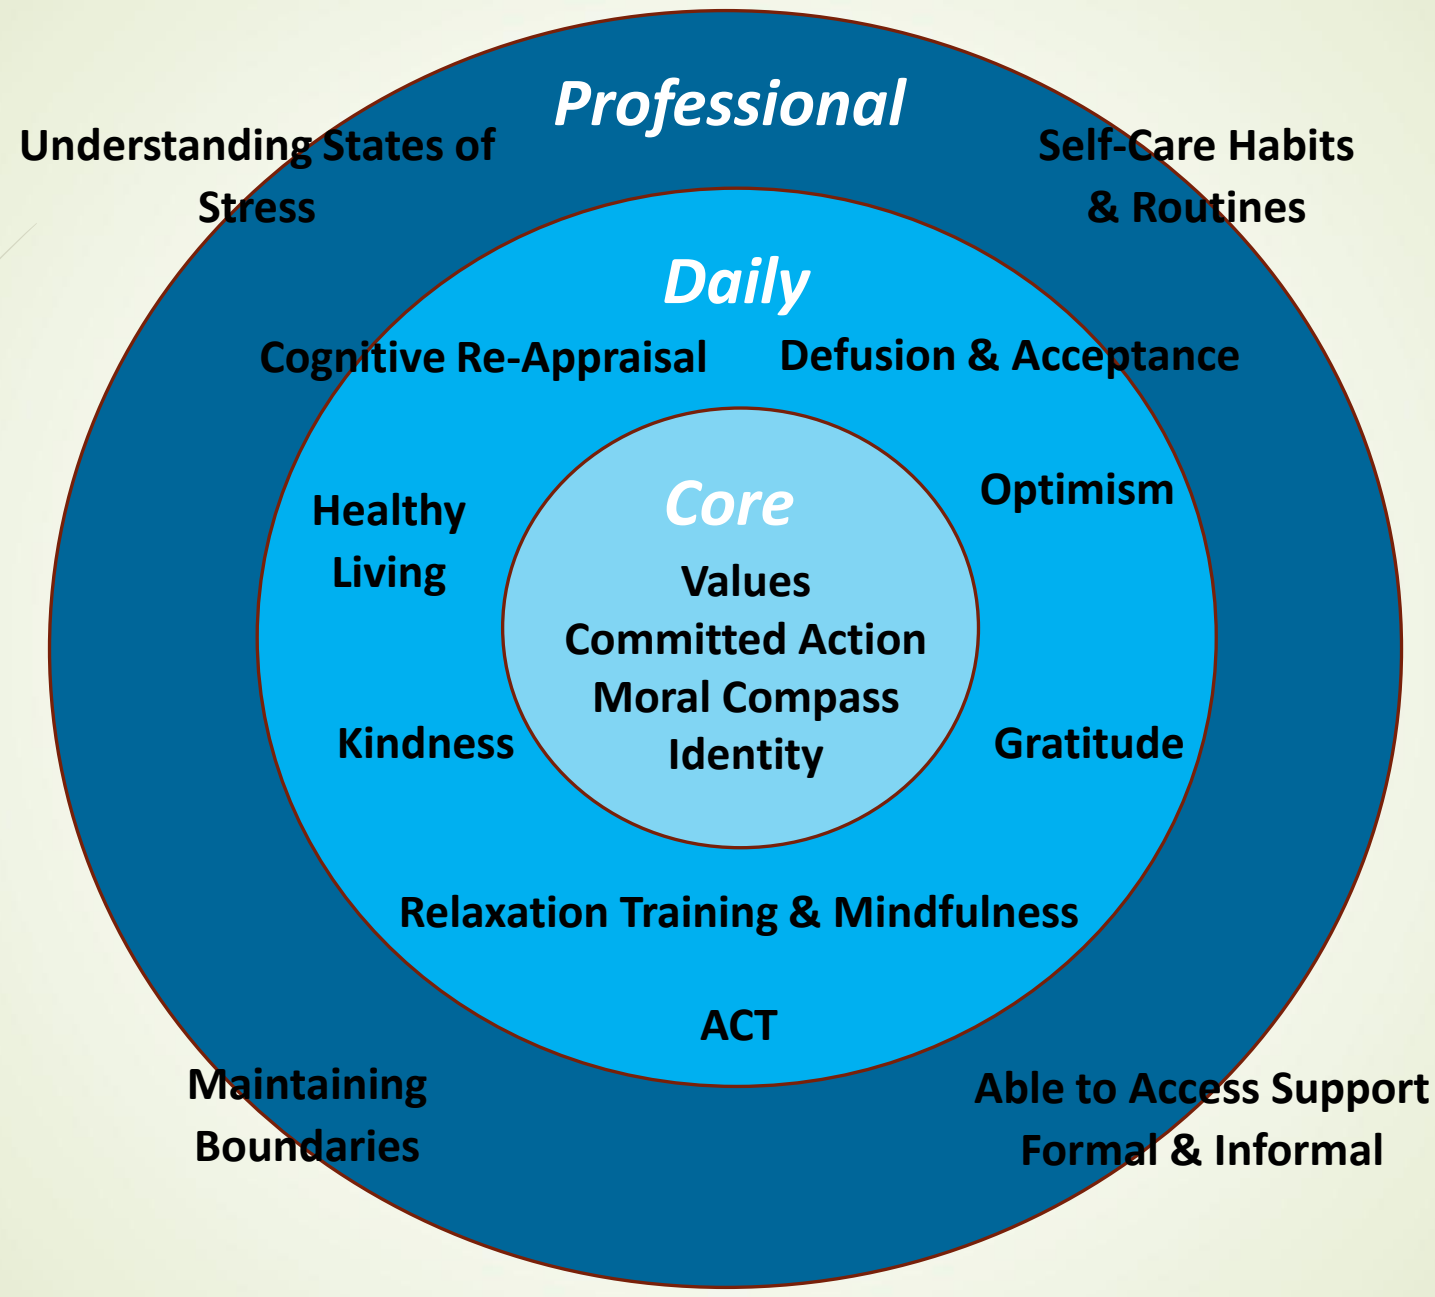 Professional
Understanding States of
Stress
Self-Care Habits
& Routines
Daily
Cognitive Re-Appraisal
Defusion & Acceptance
Healthy
Living
Optimism
Core
Values
Committed Action
Moral Compass
Identity
Kindness
Gratitude
Relaxation Training & Mindfulness
ACT
Maintaining
Boundaries
Able to Access Support
Formal & Informal